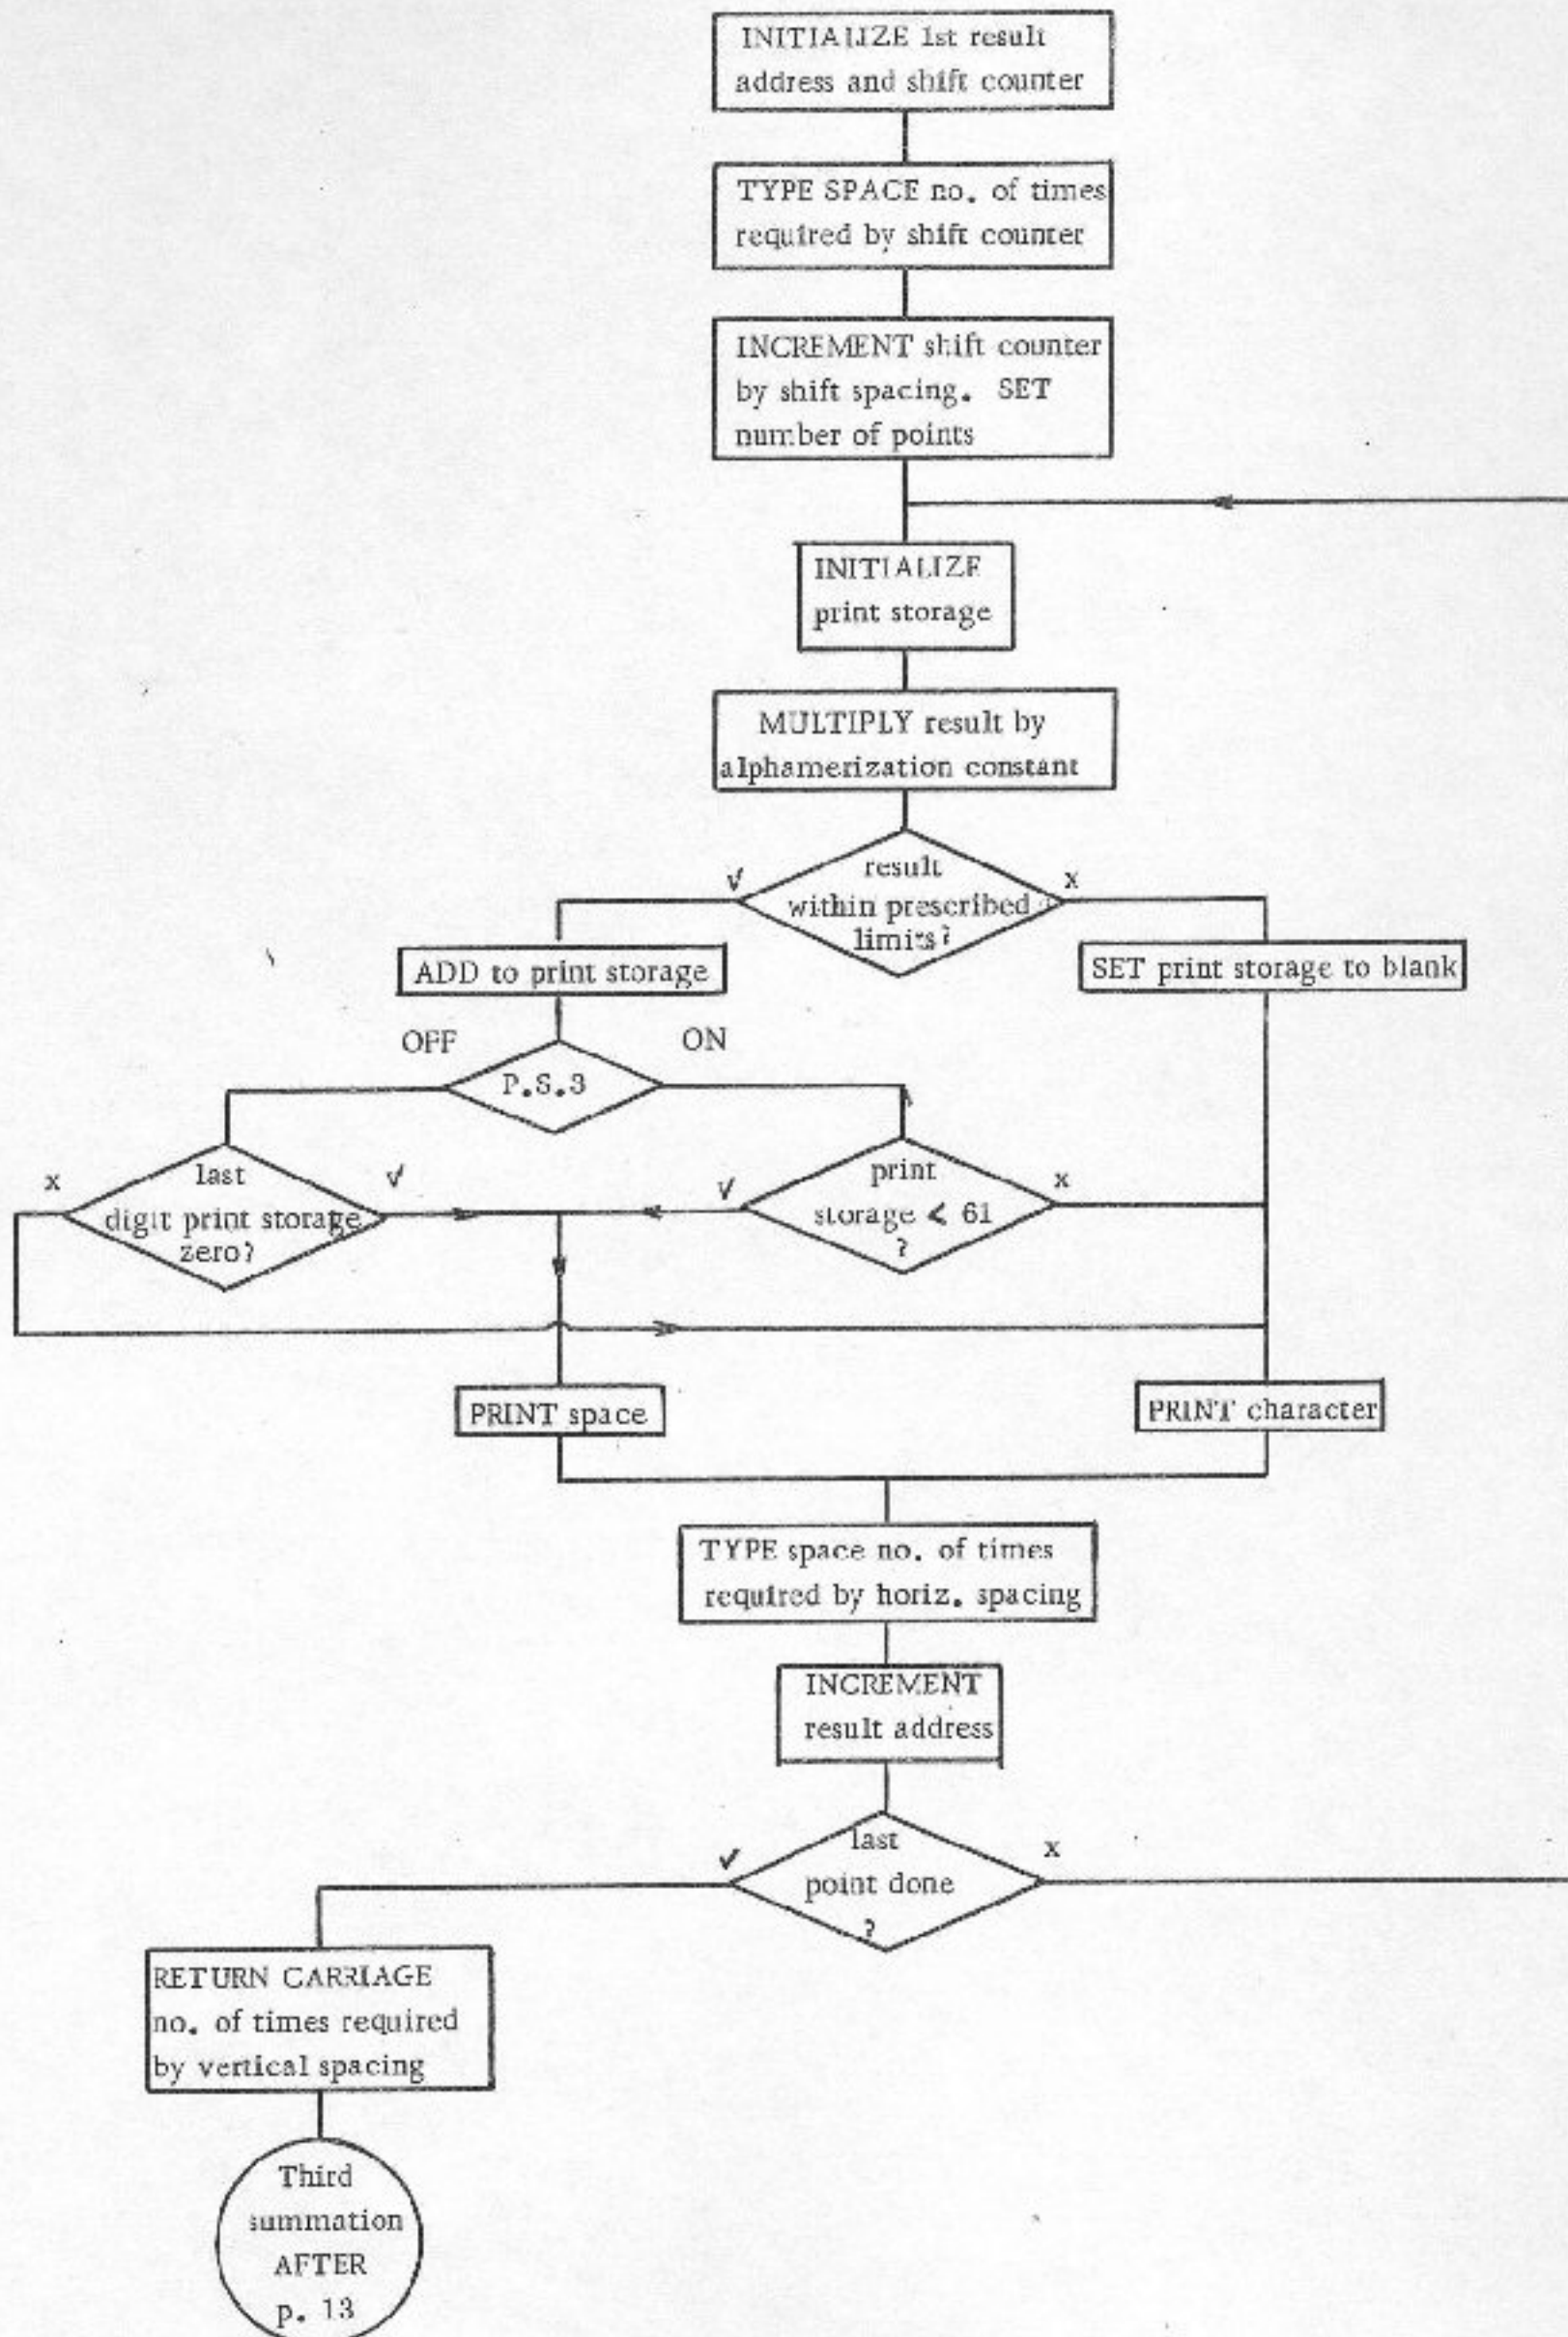 INITIALIZE 1st result
address and shift counter
TYPE SPACE no. of times
required by shift counter
INCREMENT shift counter
by shift spacing. SET
number of points
INITIALIZE
print storage
MULTIPLY result by
alphamerization constant
result
within prescribed
limits?
√
x
ADD to print storage
SET print storage to blank
OFF
ON
P.S.3
x
last
digit print storage
zero?
√
√
print
storage < 61
?
x
PRINT space
PRINT character
TYPE space no. of times
required by horiz. spacing
INCREMENT
result address
√
last
point done
?
x
RETURN CARRIAGE
no. of times required
by vertical spacing
Third
summation
AFTER
p. 13